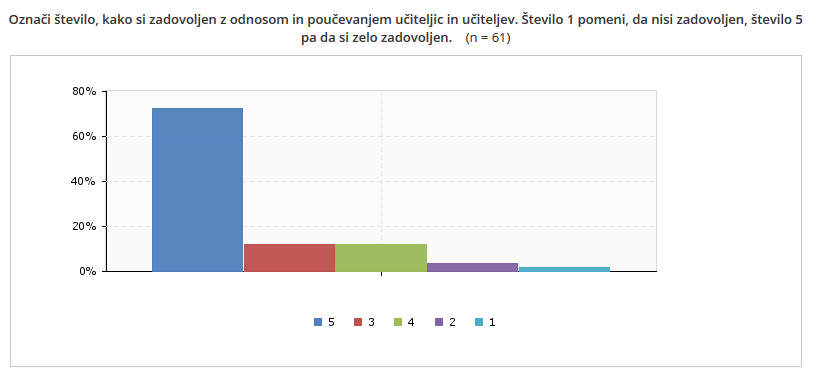 Označi število, kako si zadovoljen z odnosom in poučevanjem učiteljic in učiteljev. Število 1 pomeni, da nisi zadovoljen, število 5
pa da si zelo zadovoljen. (n = 61)
80%
60%
40%
20%
0%
5 3 4 2 1